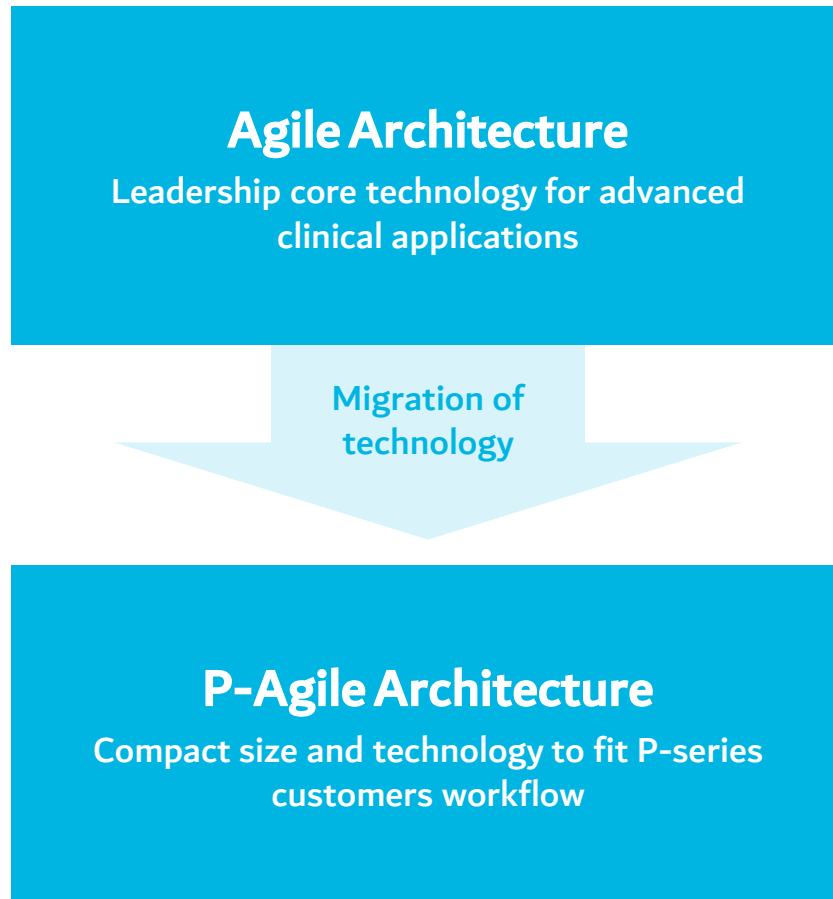 Agile Architecture
Leadership core technology for advanced
clinical applications
Migration of
technology
P-Agile Architecture
Compact size and technology to fit P-series
customers workflow